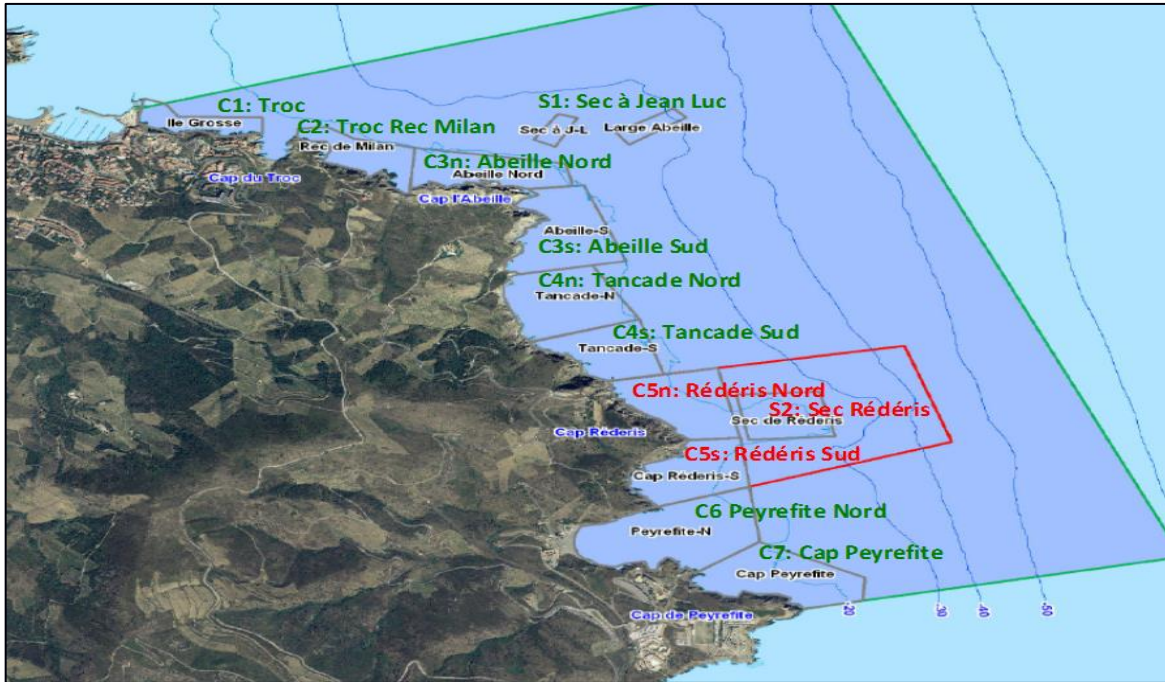 S1: Sec à Jean Luc
C1: Troc
Ile Grosse
C2: Troc Rec Milan
Sec à J-L
Large Abeille
Rec de Milan
C3n: Abeille Nord
Abeille Nord
Cap du Troc
Cap l'Abeille
Abeille-S
C3s: Abeille Sud
C4n: Tancade Nord
Tancade-N
C4s: Tancade Sud
Tancade-S
C5n: Rédéris Nord
S2: Sec Rédéris
Sec de Réderis
Cap Réderis
C5s: Rédéris Sud
Cap Réderis-S
C6 Peyrefite Nord
Peyrefite-N
C7: Cap Peyrefite
Cap Peyrefite
Cap de Peyrefite
-20
-30
-40
-50